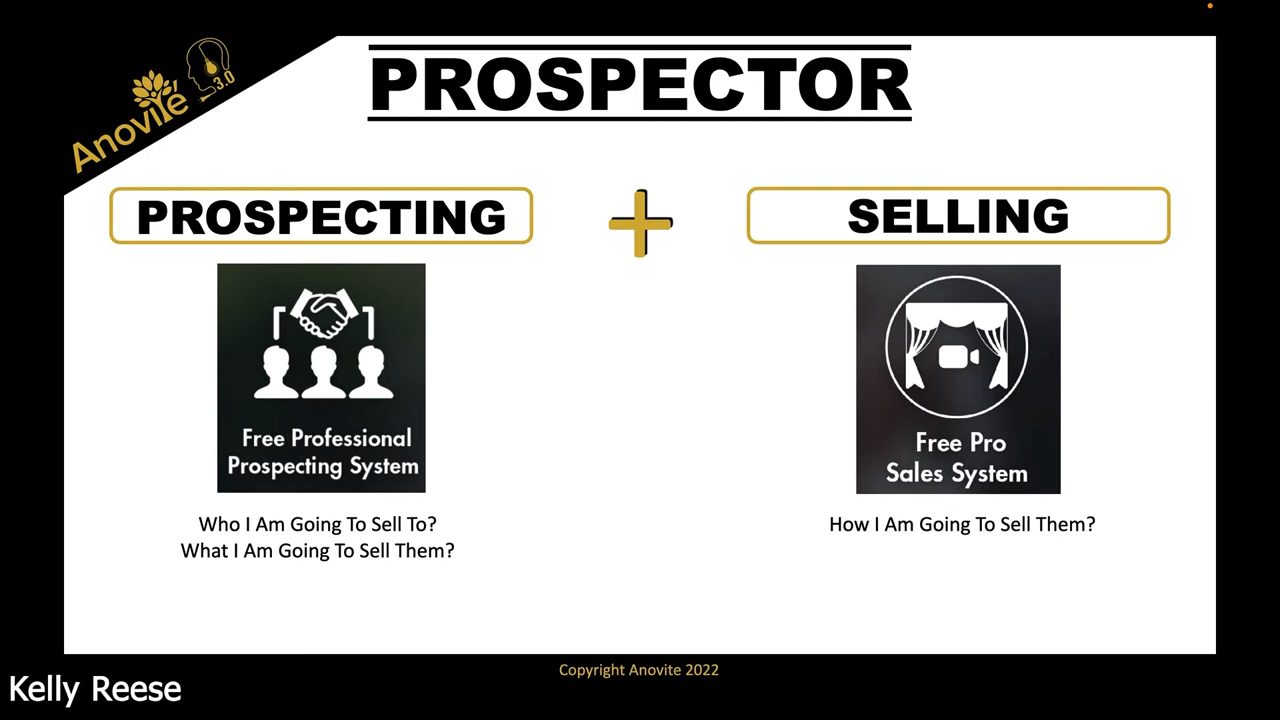 Anovite
3.0
PROSPECTOR
PROSPECTING
SELLING
Free Professional
Prospecting System
Who I Am Going To Sell To?
What I Am Going To Sell Them?
Free Pro
Sales System
How I Am Going To Sell Them?
Copyright Anovite 2022
Kelly Reese